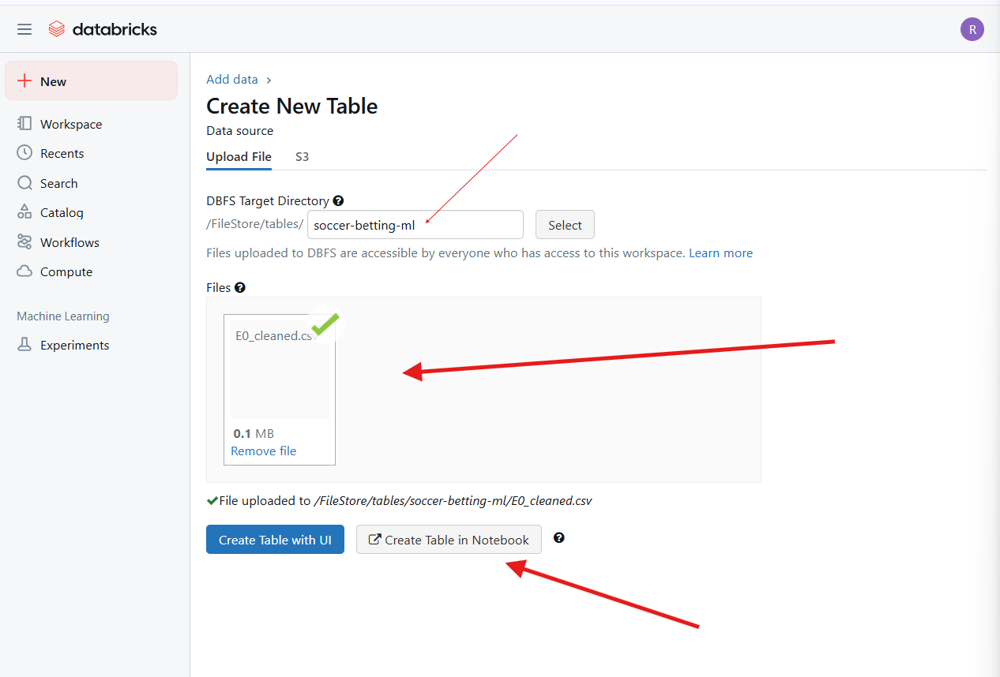 databricks
R
New
Workspace
Recents
Search
Catalog
Workflows
Compute
Machine Learning
Experiments
Add data ›
Create New Table
Data source
Upload File S3
DBFS Target Directory ?
/FileStore/tables/ soccer-betting-ml Select
Files uploaded to DBFS are accessible by everyone who has access to this workspace. Learn more
Files ?
E0_cleaned.csv
0.1 MB
Remove file
File uploaded to /FileStore/tables/soccer-betting-ml/E0_cleaned.csv
Create Table with UI Create Table in Notebook ?